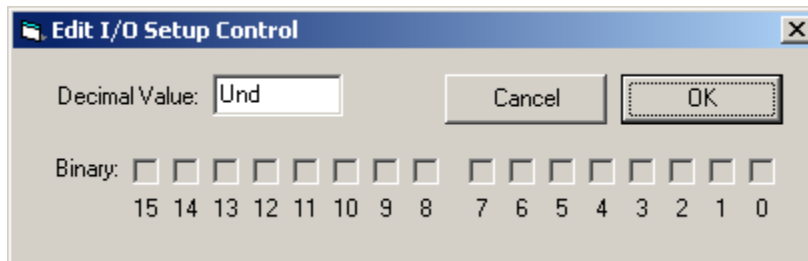 Edit I/O Setup Control
Decimal Value: Und Cancel OK
Binary:
15 14 13 12 11 10 9 8 7 6 5 4 3 2 1 0